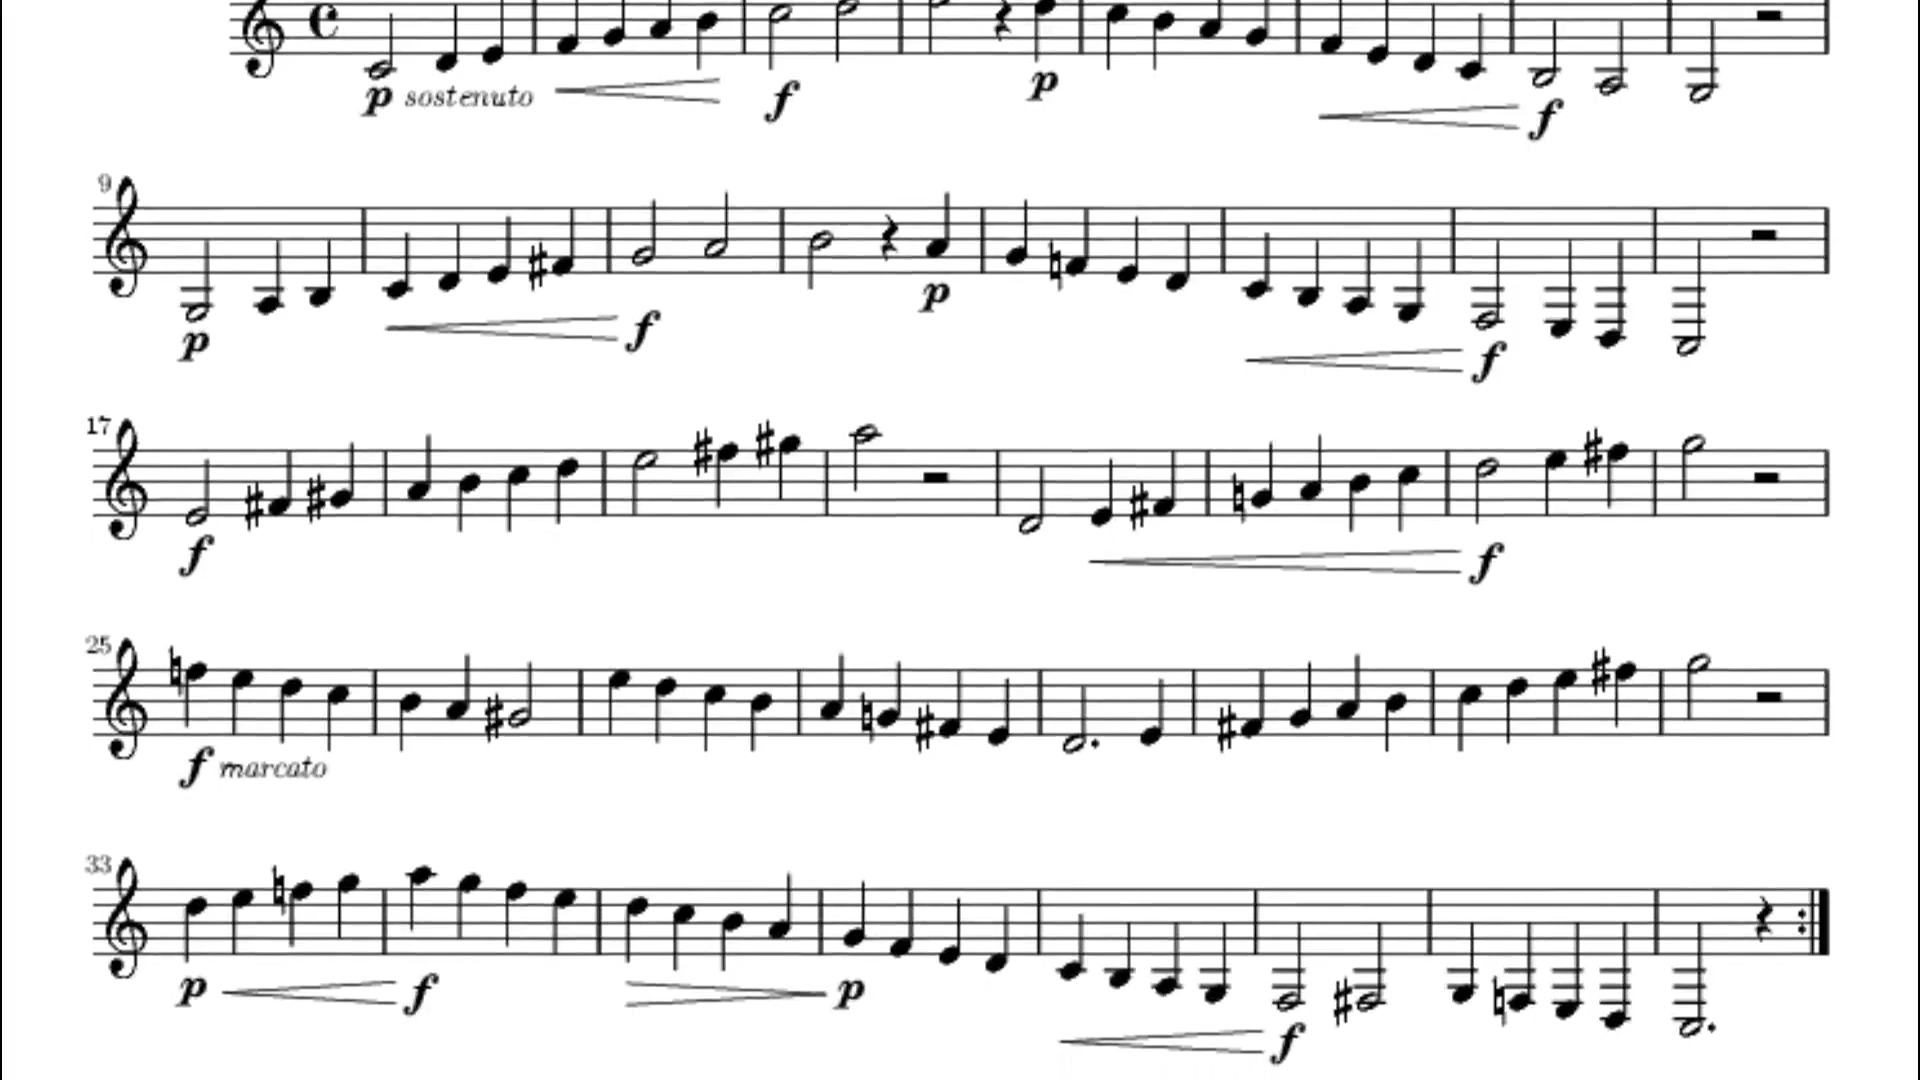 p sostenuto f p f
9
p f p f
17
f f
25
f marcato
33
p f p f